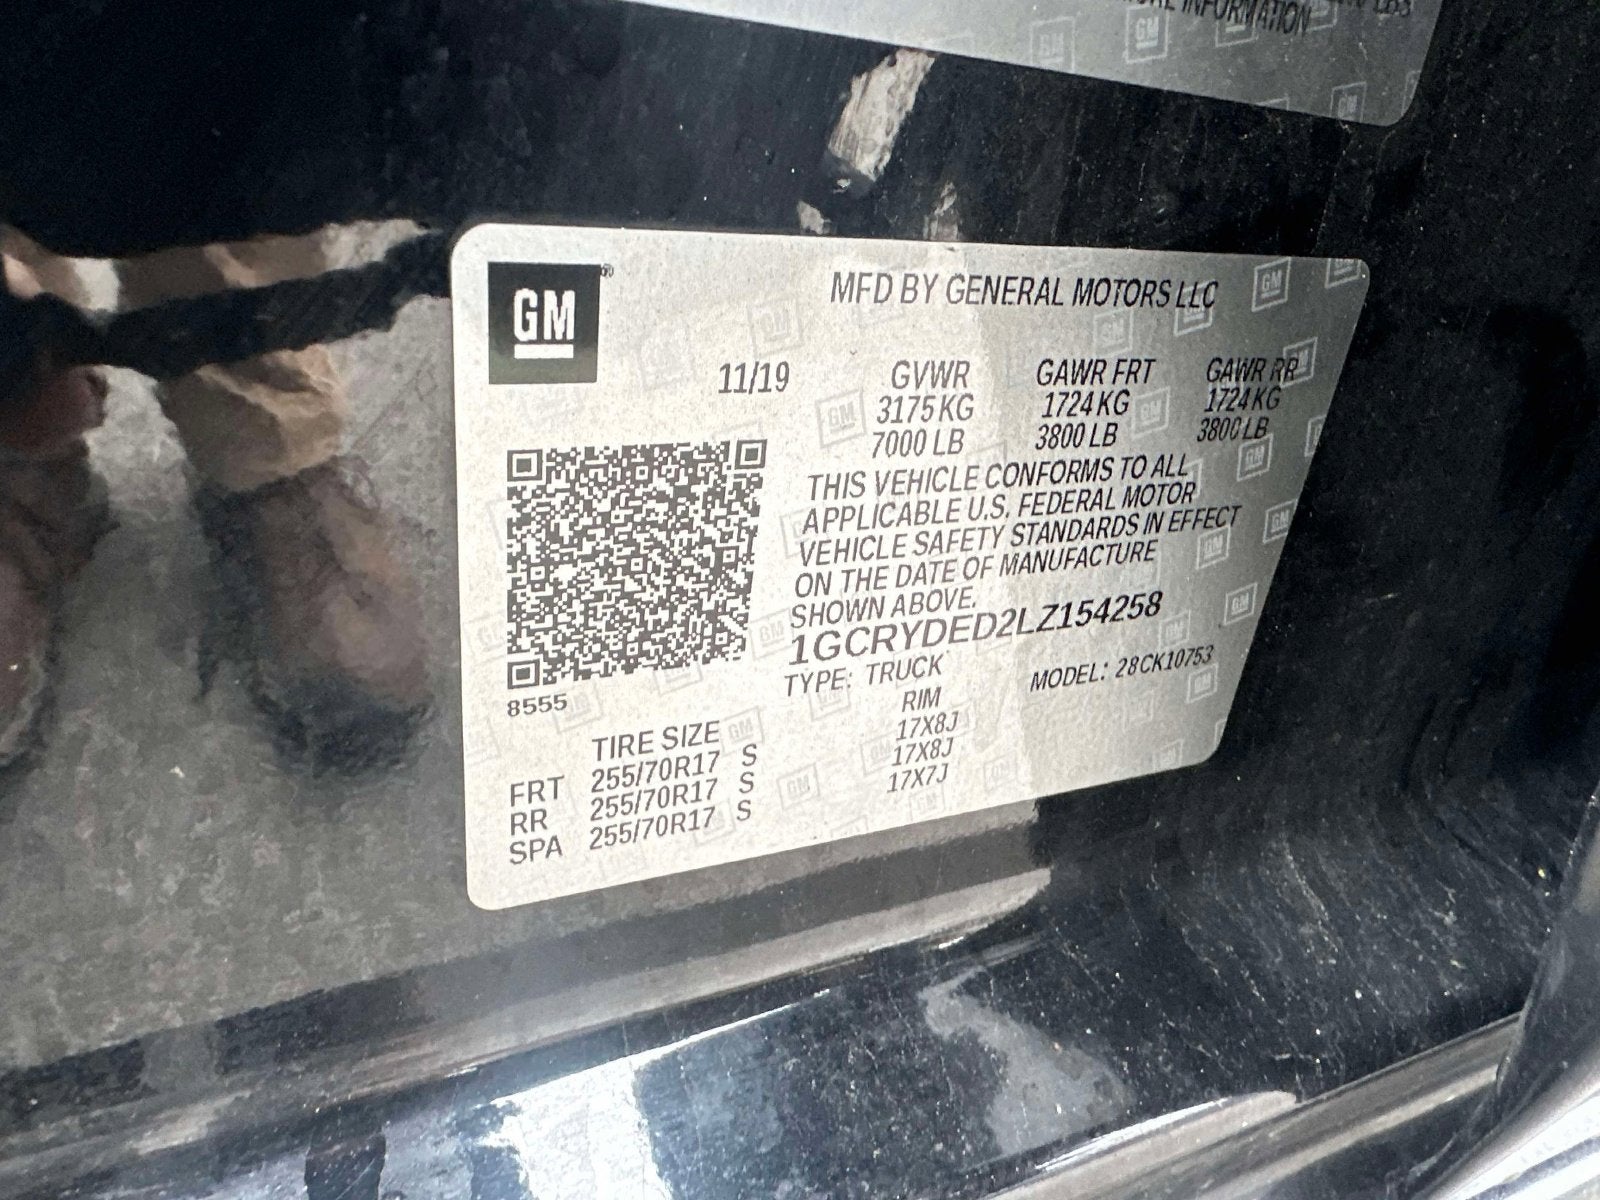 INFORMATION
GM
MFD BY GENERAL MOTORS LLC
11/19 GVWR GAWR FRT GAWR RR
3175 KG 1724 KG 1724 KG
7000 LB 3800 LB 3800 LB
THIS VEHICLE CONFORMS TO ALL
APPLICABLE U.S. FEDERAL MOTOR
VEHICLE SAFETY STANDARDS IN EFFECT
ON THE DATE OF MANUFACTURE
SHOWN ABOVE.
1GCRYDED2LZ154258
TYPE: TRUCK MODEL: 28CK10753
8555
TIRE SIZE RIM
FRT 255/70R17 S 17X8J
RR 255/70R17 S 17X8J
SPA 255/70R17 S 17X7J